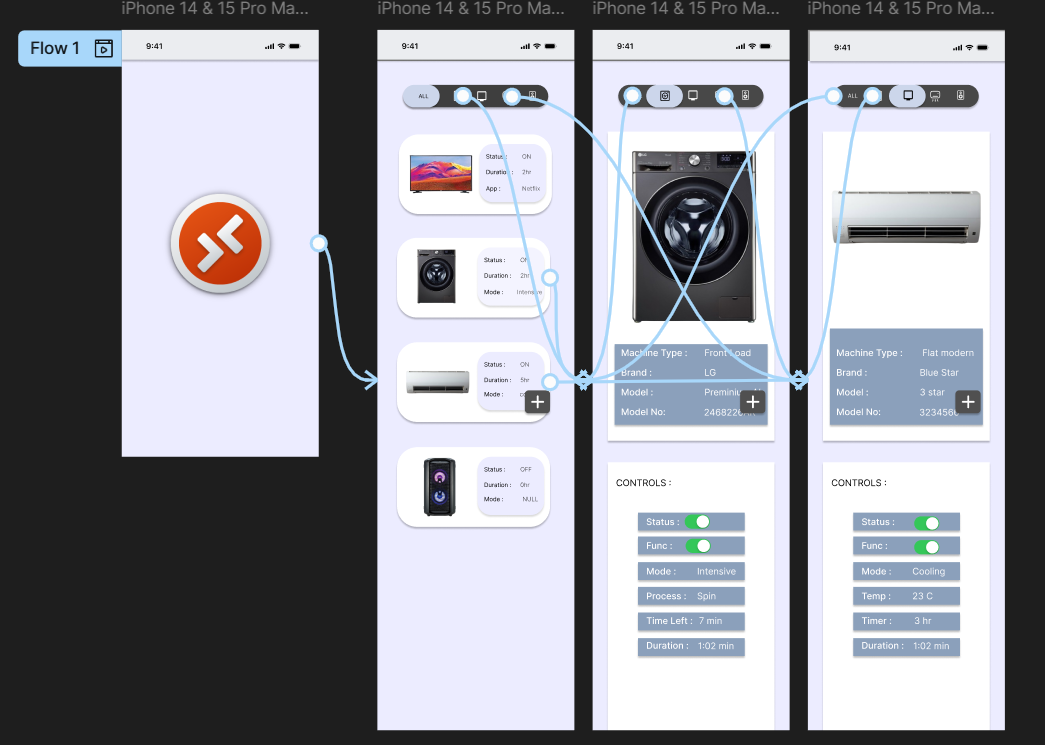 iPhone 14 & 15 Pro Ma...
iPhone 14 & 15 Pro Ma...
iPhone 14 & 15 Pro Ma...
iPhone 14 & 15 Pro Ma...
Flow 1
9:41
9:41
ALL
Status : ON
Duration : 2hr
App : Netflix
Status : ON
Duration : 2hr
Mode : Intensive
Status : ON
Duration : 5hr
Mode :
Status : OFF
Duration : 0hr
Mode : NULL
9:41
Machine Type : Front Load
Brand : LG
Model :
Model No:
CONTROLS :
Status :
Func :
Mode : Intensive
Process : Spin
Time Left : 7 min
Duration : 1:02 min
9:41
ALL
Machine Type : Flat modern
Brand : Blue Star
Model : 3 star
Model No:
CONTROLS :
Status :
Func :
Mode : Cooling
Temp : 23 C
Timer : 3 hr
Duration : 1:02 min